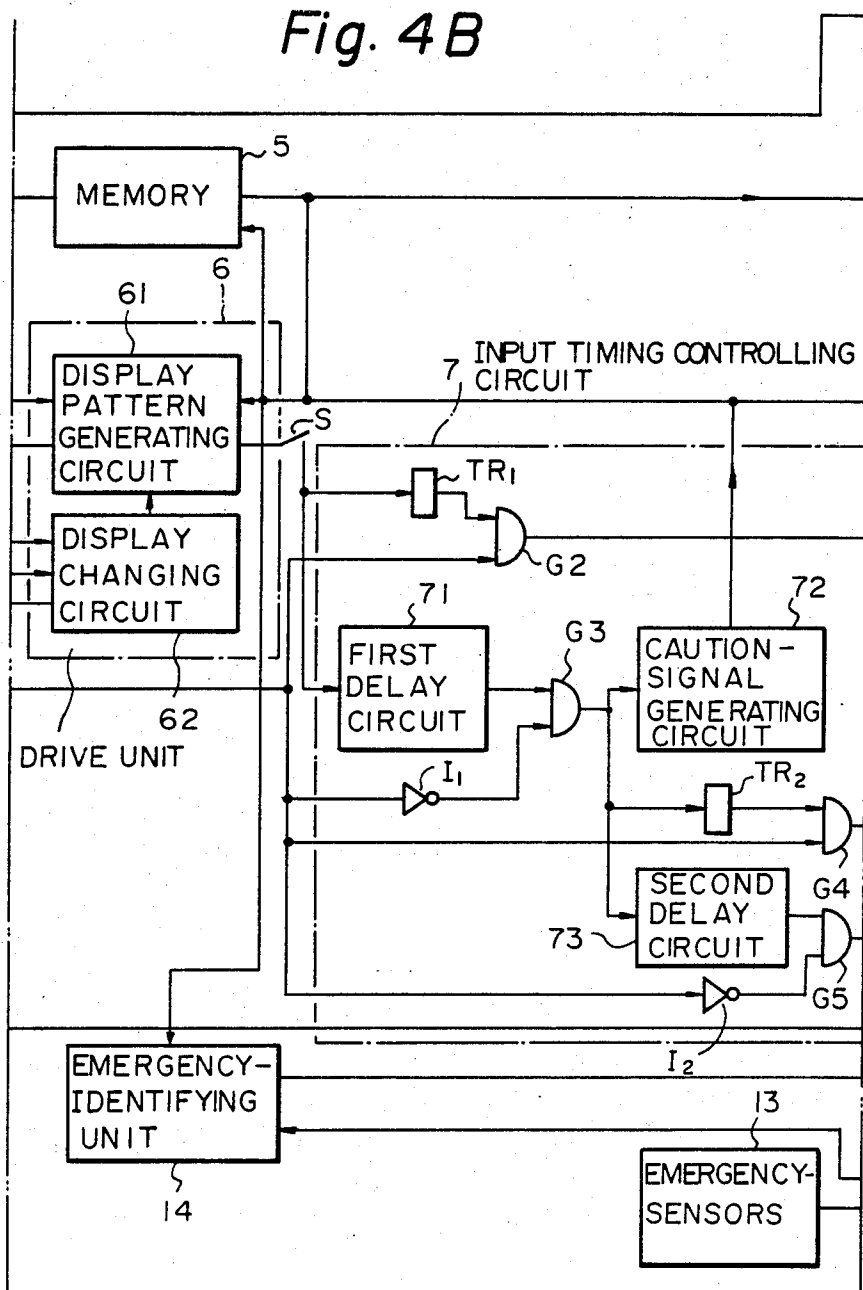 Fig. 4B
5
MEMORY
6
61
DISPLAY
PATTERN
GENERATING
CIRCUIT
S
7
INPUT TIMING CONTROLLING
CIRCUIT
TR1
G2
DISPLAY
CHANGING
CIRCUIT
62
DRIVE UNIT
71
FIRST
DELAY
CIRCUIT
G3
72
CAUTION-
SIGNAL
GENERATING
CIRCUIT
I1
TR2
G4
SECOND
DELAY
CIRCUIT
73
G5
I2
EMERGENCY-
IDENTIFYING
UNIT
14
13
EMERGENCY-
SENSORS